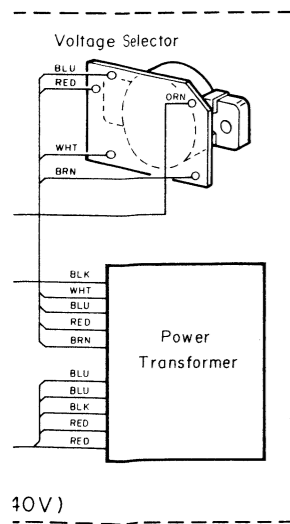 Voltage Selector
BLU
RED
ORN
WHT
BRN
BLK
WHT
BLU
RED
BRN
Power
Transformer
BLU
BLU
BLK
RED
RED
40V)